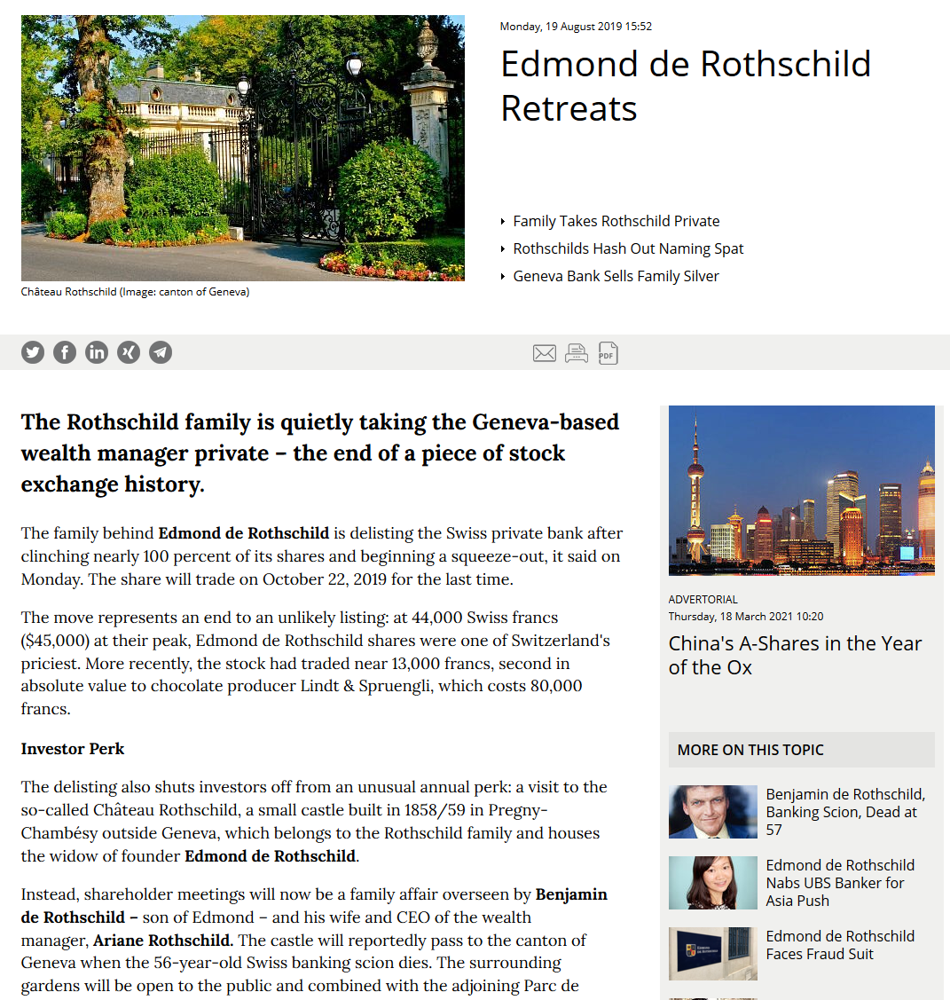 Monday, 19 August 2019 15:52
Edmond de Rothschild
Retreats
Family Takes Rothschild Private
Rothschilds Hash Out Naming Spat
Geneva Bank Sells Family Silver
Château Rothschild (Image: canton of Geneva)
PDF
The Rothschild family is quietly taking the Geneva-based
wealth manager private – the end of a piece of stock
exchange history.
The family behind Edmond de Rothschild is delisting the Swiss private bank after
clinching nearly 100 percent of its shares and beginning a squeeze-out, it said on
Monday. The share will trade on October 22, 2019 for the last time.
The move represents an end to an unlikely listing: at 44,000 Swiss francs
($45,000) at their peak, Edmond de Rothschild shares were one of Switzerland's
priciest. More recently, the stock had traded near 13,000 francs, second in
absolute value to chocolate producer Lindt & Spruengli, which costs 80,000
francs.
Investor Perk
The delisting also shuts investors off from an unusual annual perk: a visit to the
so-called Château Rothschild, a small castle built in 1858/59 in Pregny-
Chambésy outside Geneva, which belongs to the Rothschild family and houses
the widow of founder Edmond de Rothschild.
Instead, shareholder meetings will now be a family affair overseen by Benjamin
de Rothschild – son of Edmond – and his wife and CEO of the wealth
manager, Ariane Rothschild. The castle will reportedly pass to the canton of
Geneva when the 56-year-old Swiss banking scion dies. The surrounding
gardens will be open to the public and combined with the adjoining Parc de
ADVERTORIAL
Thursday, 18 March 2021 10:20
China's A-Shares in the Year
of the Ox
MORE ON THIS TOPIC
Benjamin de Rothschild,
Banking Scion, Dead at
57
Edmond de Rothschild
Nabs UBS Banker for
Asia Push
Edmond de Rothschild
Faces Fraud Suit